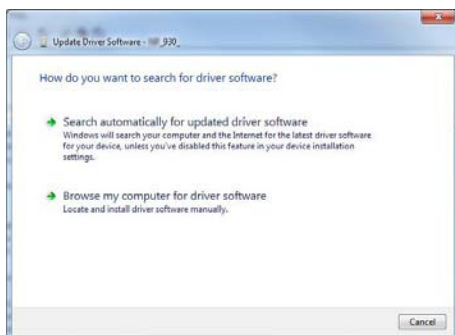 Update Driver Software - _930_
How do you want to search for driver software?
Search automatically for updated driver software
Windows will search your computer and the Internet for the latest driver software
for your device, unless you've disabled this feature in your device installation
settings.
Browse my computer for driver software
Locate and install driver software manually.
Cancel